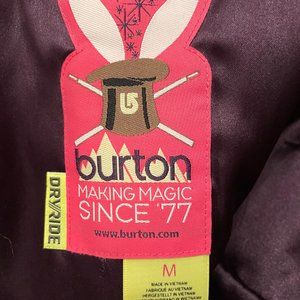 burton
MAKING MAGIC
SINCE '77
www.burton.com
DRYRIDE
M
MADE IN VIETNAM
FABRIQUÉ AU VIETNAM
HERGESTELLT IN VIETNAM